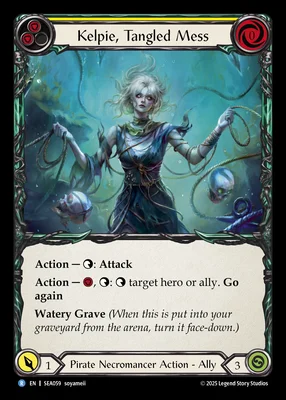 0
Kelpie, Tangled Mess
Action — : Attack
Action — , : target hero or ally. Go
again
Watery Grave (When this is put into your
graveyard from the arena, turn it face-down.)
1 Pirate Necromancer Action - Ally 3
R EN | SEA059 soyameii © 2025 Legend Story Studios